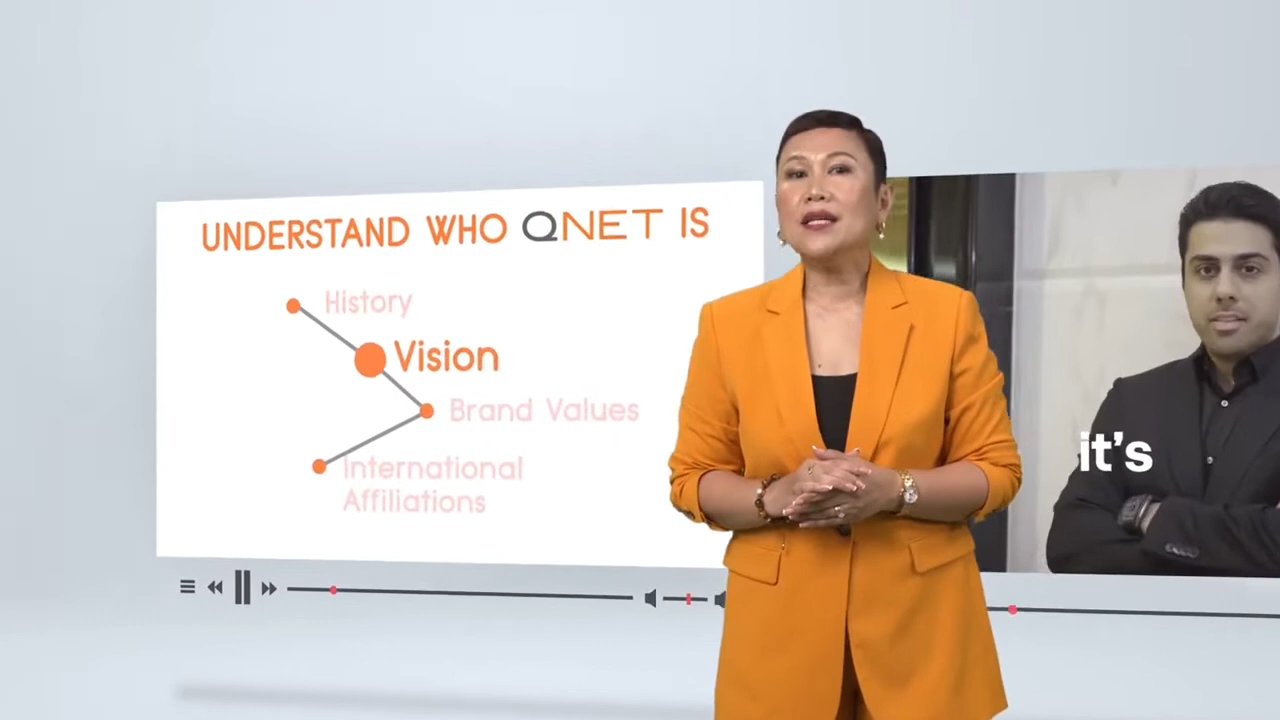 UNDERSTAND WHO QNET IS
History
Vision
Brand Values
International
Affiliations
it's